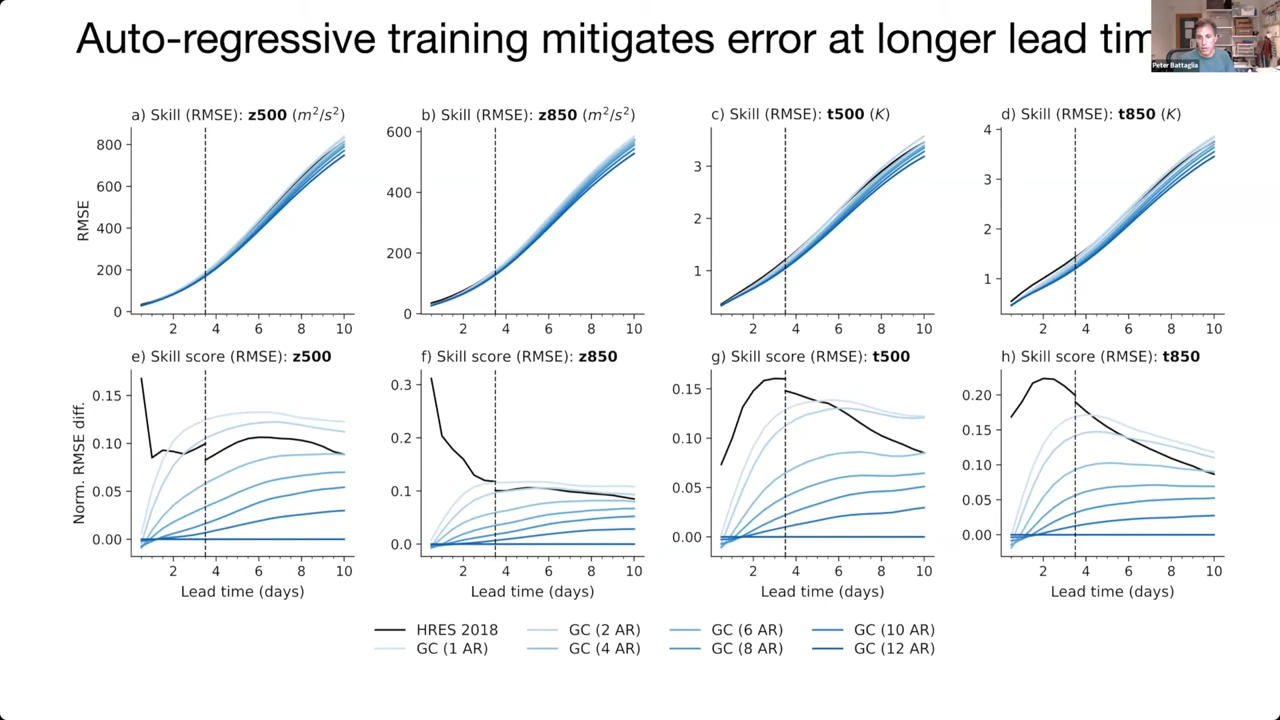 Auto-regressive training mitigates error at longer lead tim
Peter Battaglia
a) Skill (RMSE): z500 (m²/s²)
b) Skill (RMSE): z850 (m²/s²)
c) Skill (RMSE): t500 (K)
d) Skill (RMSE): t850 (K)
RMSE
800
600
400
200
0
2 4 6 8 10
600
400
200
0
2 4 6 8 10
3
2
1
2 4 6 8 10
4
3
2
1
2 4 6 8 10
e) Skill score (RMSE): z500
f) Skill score (RMSE): z850
g) Skill score (RMSE): t500
h) Skill score (RMSE): t850
Norm. RMSE diff.
0.15
0.10
0.05
0.00
2 4 6 8 10
Lead time (days)
0.3
0.2
0.1
0.0
2 4 6 8 10
Lead time (days)
0.15
0.10
0.05
0.00
2 4 6 8 10
Lead time (days)
0.20
0.15
0.10
0.05
0.00
2 4 6 8 10
Lead time (days)
HRES 2018
GC (1 AR)
GC (2 AR)
GC (4 AR)
GC (6 AR)
GC (8 AR)
GC (10 AR)
GC (12 AR)